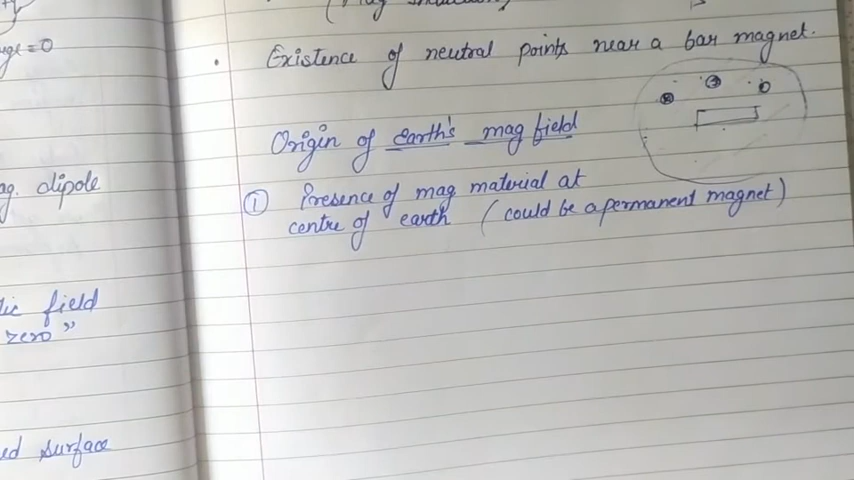 ge=0
• Existence of neutral points near a bar magnet.
Origin of earth's mag field
ag. dipole
① Presence of mag material at
centre of earth (could be a permanent magnet)
ic field
zero"
ed surface